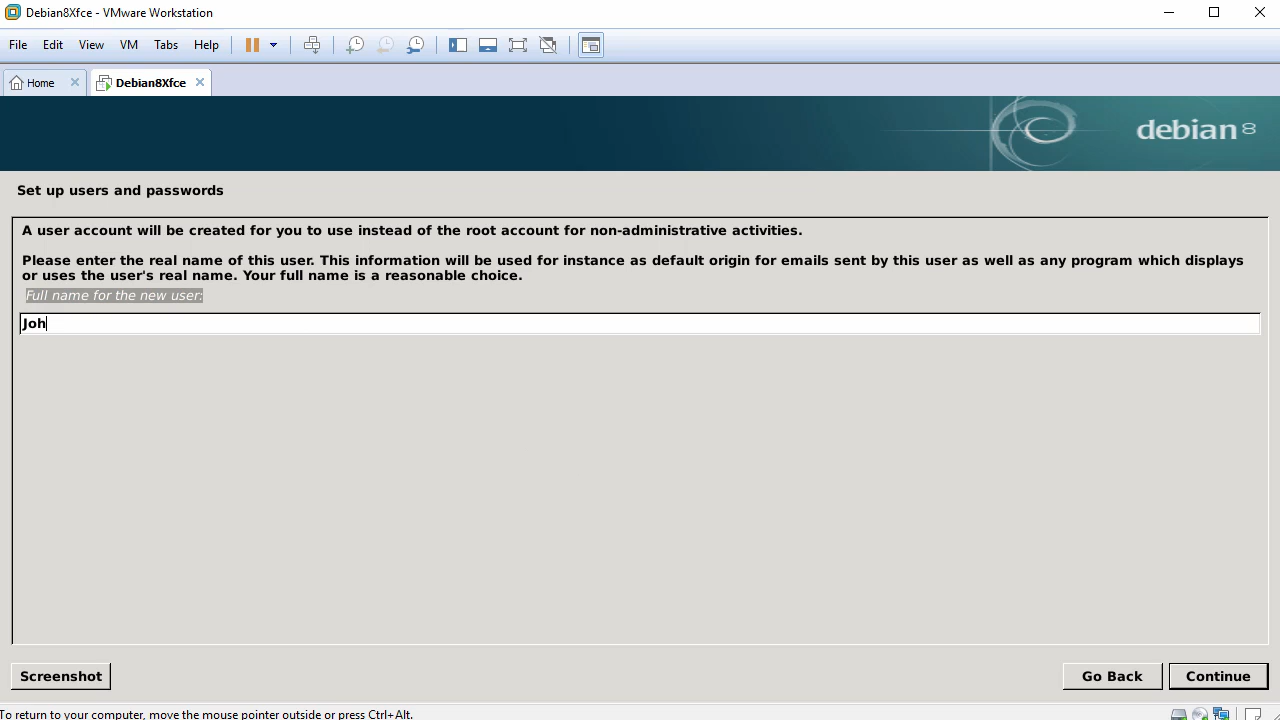 Debian8Xfce - VMware Workstation
File Edit View VM Tabs Help
Home Debian8Xfce
debian 8
Set up users and passwords
A user account will be created for you to use instead of the root account for non-administrative activities.
Please enter the real name of this user. This information will be used for instance as default origin for emails sent by this user as well as any program which displays
or uses the user's real name. Your full name is a reasonable choice.
Full name for the new user:
Joh
Screenshot Go Back Continue
To return to your computer, move the mouse pointer outside or press Ctrl+Alt.